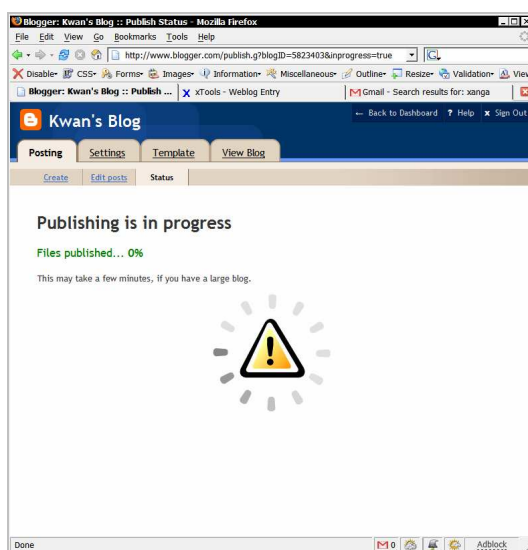 Blogger: Kwan's Blog :: Publish Status - Mozilla Firefox
File Edit View Go Bookmarks Tools Help
http://www.blogger.com/publish.g?blogID=5823403&inprogress=true G.
Disable CSS Forms Images Information Miscellaneous Outline Resize Validation View
Blogger: Kwan's Blog :: Publish ... X xTools - Weblog Entry Gmail - Search results for: xanga
Kwan's Blog ← Back to Dashboard ? Help x Sign Out
Posting Settings Template View Blog
Create Edit posts Status
Publishing is in progress
Files published... 0%
This may take a few minutes, if you have a large blog.
!
Done M 0 Adblock